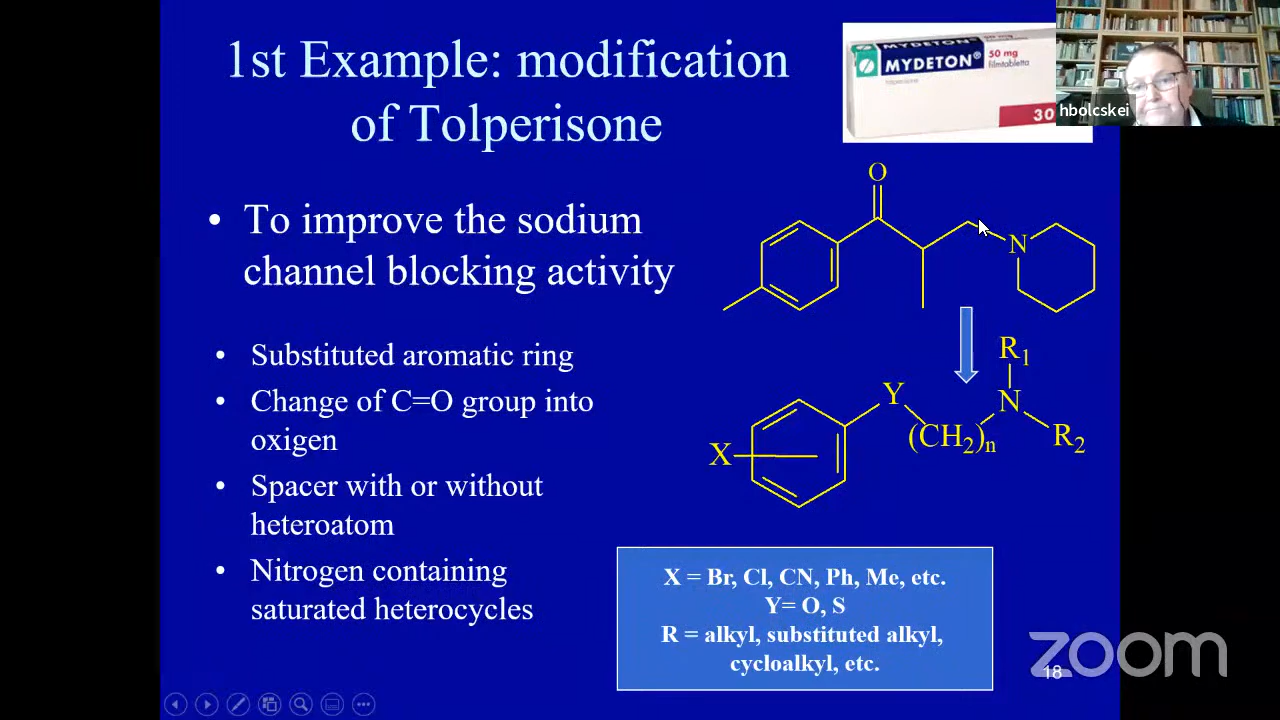 1st Example: modification
of Tolperisone
MYDETON®
50 mg
filmtabletta
30
hbolcskei
• To improve the sodium
channel blocking activity
• Substituted aromatic ring
• Change of C=O group into
oxigen
• Spacer with or without
heteroatom
• Nitrogen containing
saturated heterocycles
O
N
R1
Y
N
(CH2)n
R2
X
X = Br, Cl, CN, Ph, Me, etc.
Y= O, S
R = alkyl, substituted alkyl,
cycloalkyl, etc.
zoom
18